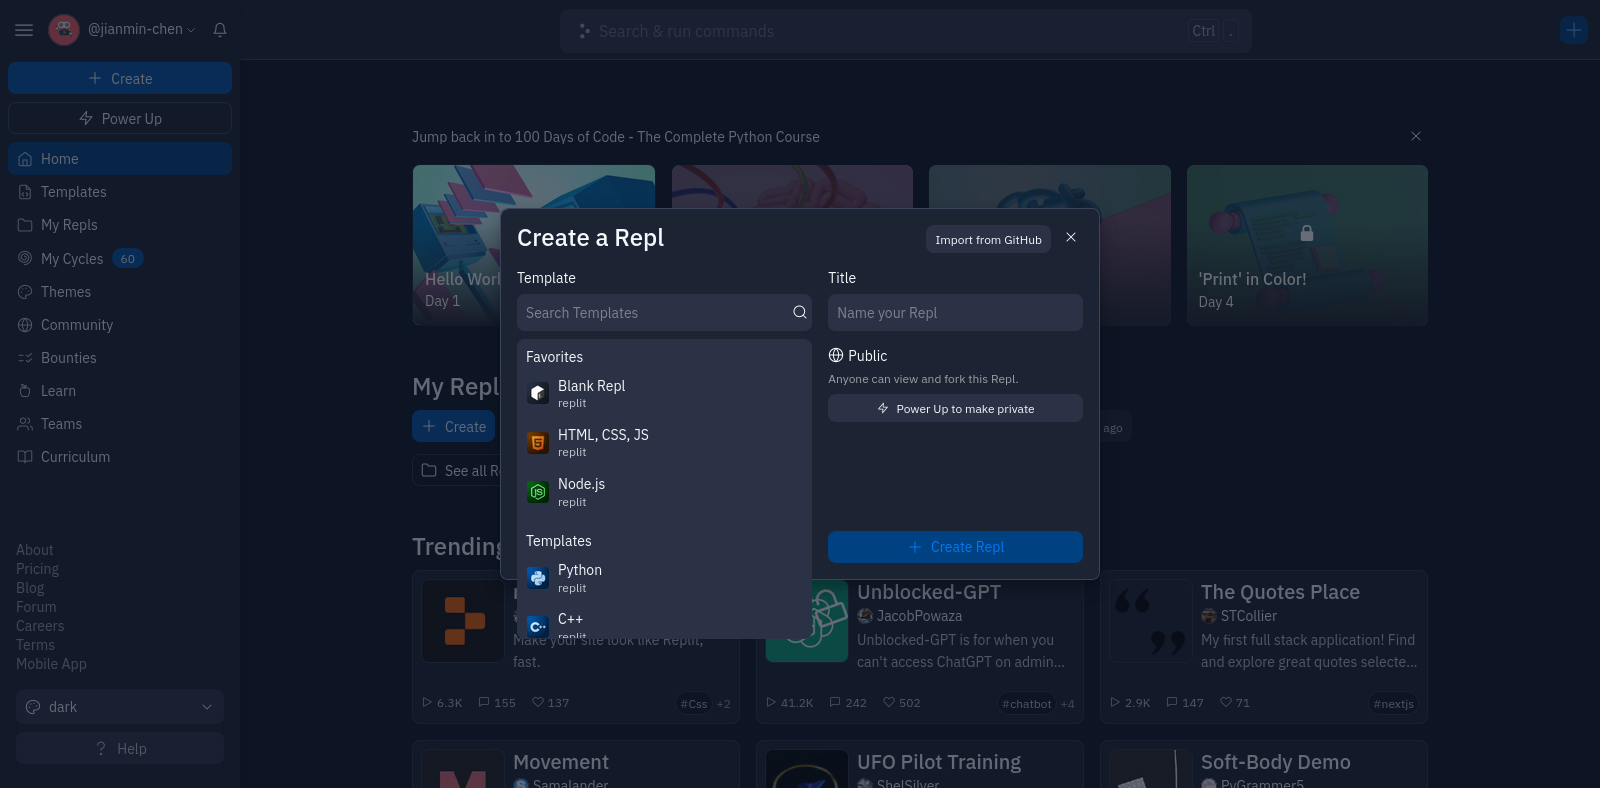 @jianmin-chen
Search & run commands
Ctrl .
Create
Power Up
Home
Templates
My Repls
My Cycles 60
Themes
Community
Bounties
Learn
Teams
Curriculum
About
Pricing
Blog
Forum
Careers
Terms
Mobile App
dark
? Help
Jump back in to 100 Days of Code - The Complete Python Course
Day 1
'Print' in Color!
Day 4
Create
See all
ago
Trending
Create a Repl
Import from GitHub
Template
Search Templates
Favorites
Blank Repl
replit
HTML, CSS, JS
replit
Node.js
replit
Templates
Python
replit
C++
replit
Title
Name your Repl
Public
Anyone can view and fork this Repl.
Power Up to make private
Create Repl
Make your site look like Replit,
fast.
6.3K 155 137 #Css +2
Unblocked-GPT
JacobPowaza
Unblocked-GPT is for when you
can't access ChatGPT on admin...
41.2K 242 502 #chatbot +4
The Quotes Place
STCollier
My first full stack application! Find
and explore great quotes selecte...
2.9K 147 71 #nextjs
Movement
Samalander
UFO Pilot Training
ShelSilver
Soft-Body Demo
PyGrammer5